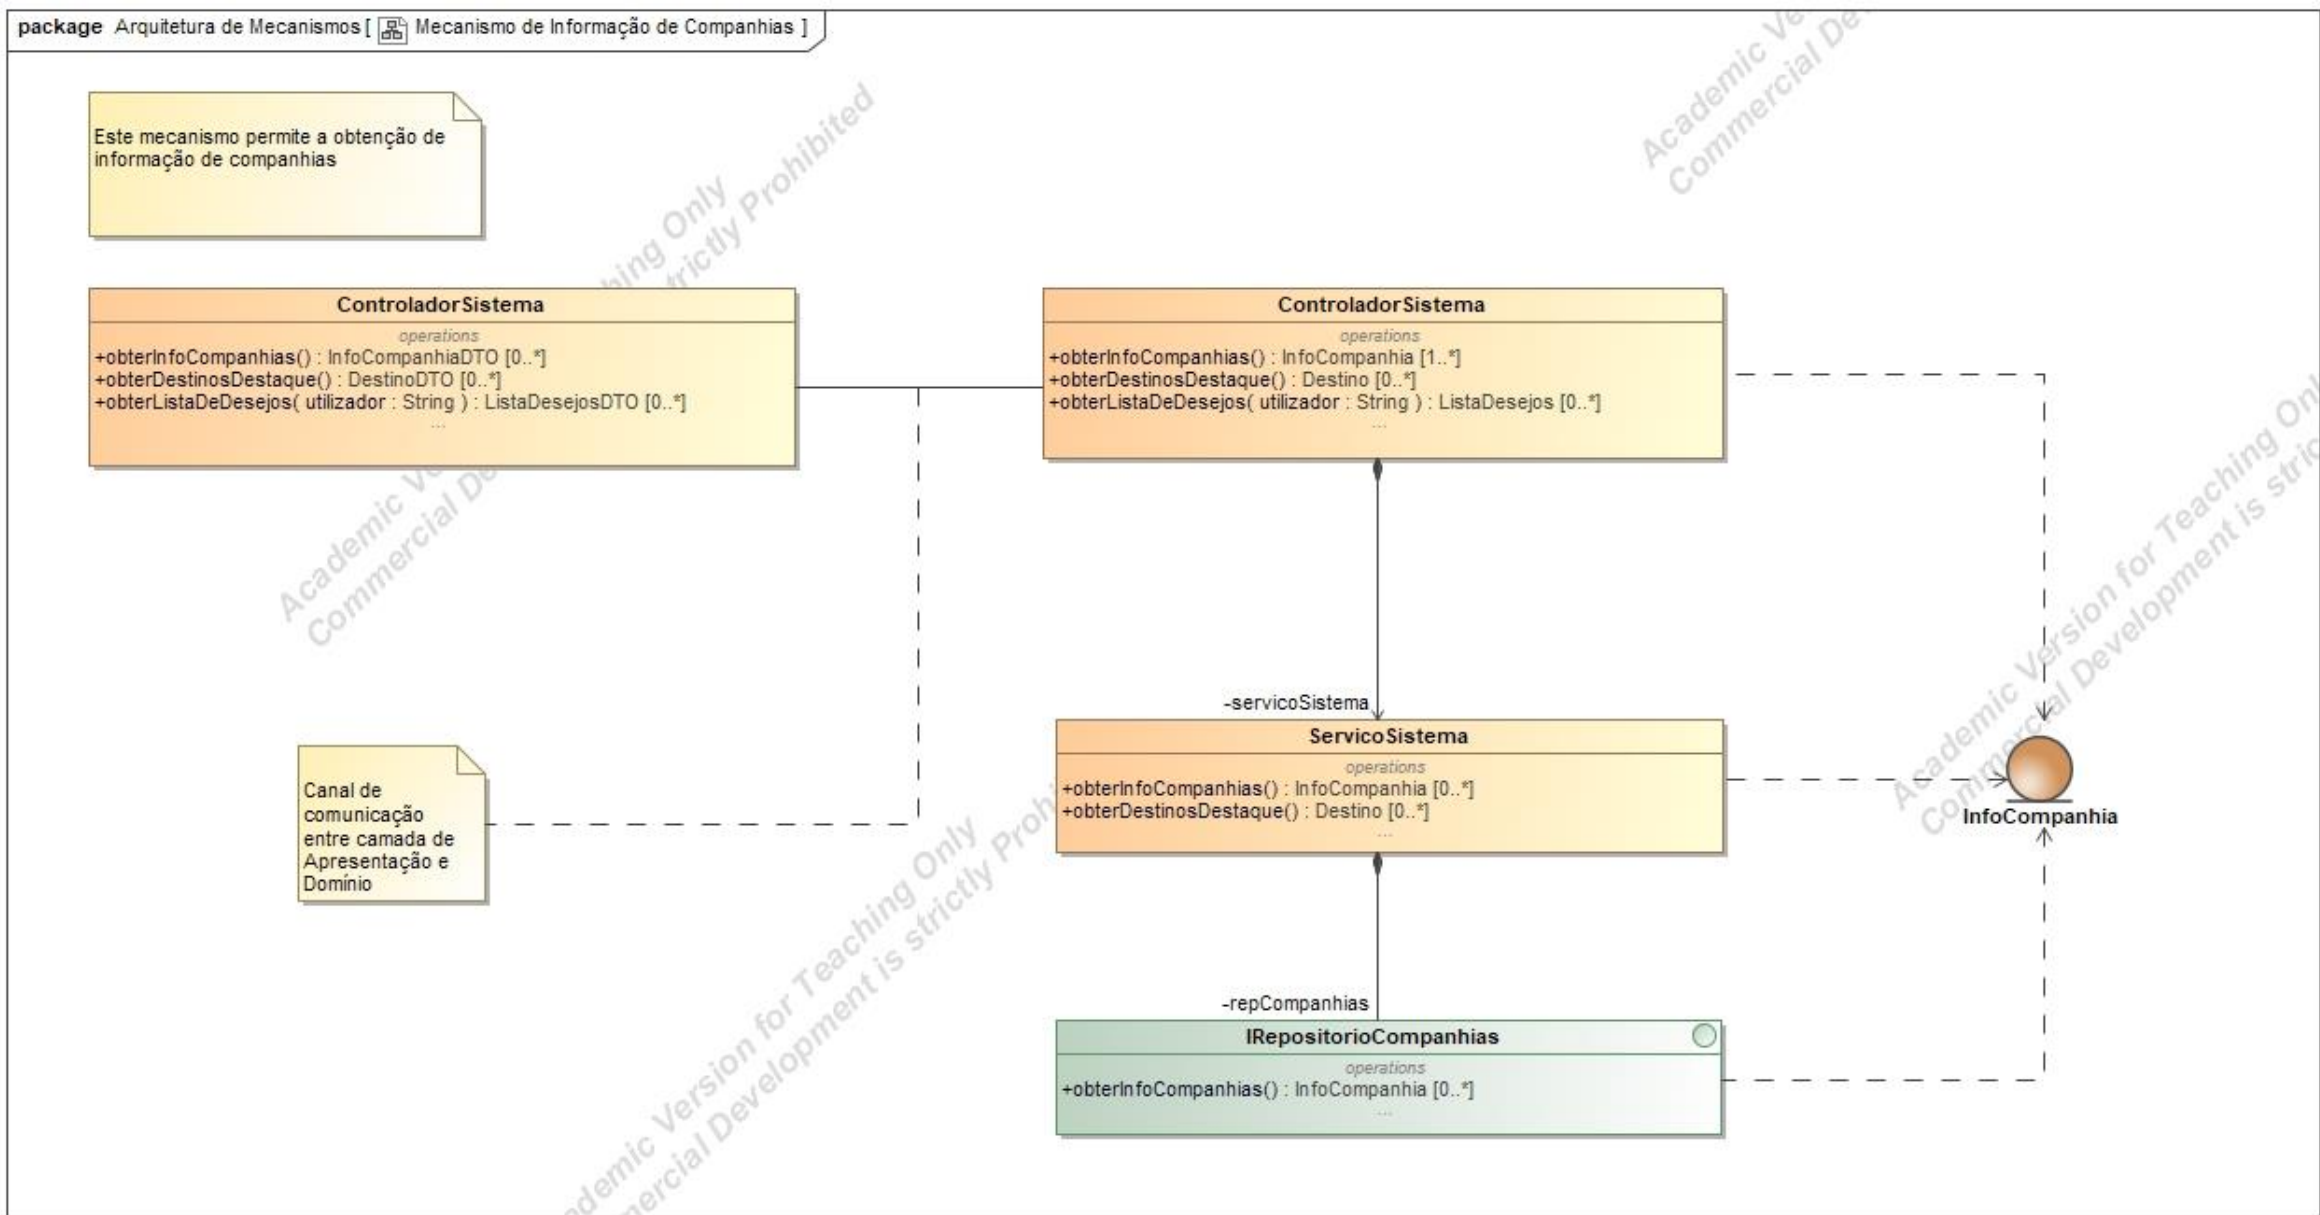 package Arquitetura de Mecanismos [ Mecanismo de Informação de Companhias ]
Este mecanismo permite a obtenção de
informação de companhias
ControladorSistema
operations
+obterInfoCompanhias() : InfoCompanhiaDTO [0..*]
+obterDestinosDestaque() : DestinoDTO [0..*]
+obterListaDeDesejos( utilizador : String ) : ListaDesejosDTO [0..*]
...
ControladorSistema
operations
+obterInfoCompanhias() : InfoCompanhia [1..*]
+obterDestinosDestaque() : Destino [0..*]
+obterListaDeDesejos( utilizador : String ) : ListaDesejos [0..*]
...
-servicoSistema
ServicoSistema
operations
+obterInfoCompanhias() : InfoCompanhia [0..*]
+obterDestinosDestaque() : Destino [0..*]
...
InfoCompanhia
Canal de
comunicação
entre camada de
Apresentação e
Domínio
-repCompanhias
IRepositorioCompanhias
operations
+obterInfoCompanhias() : InfoCompanhia [0..*]
...
Academic Version for Teaching Only
Commercial Development is strictly Prohibited